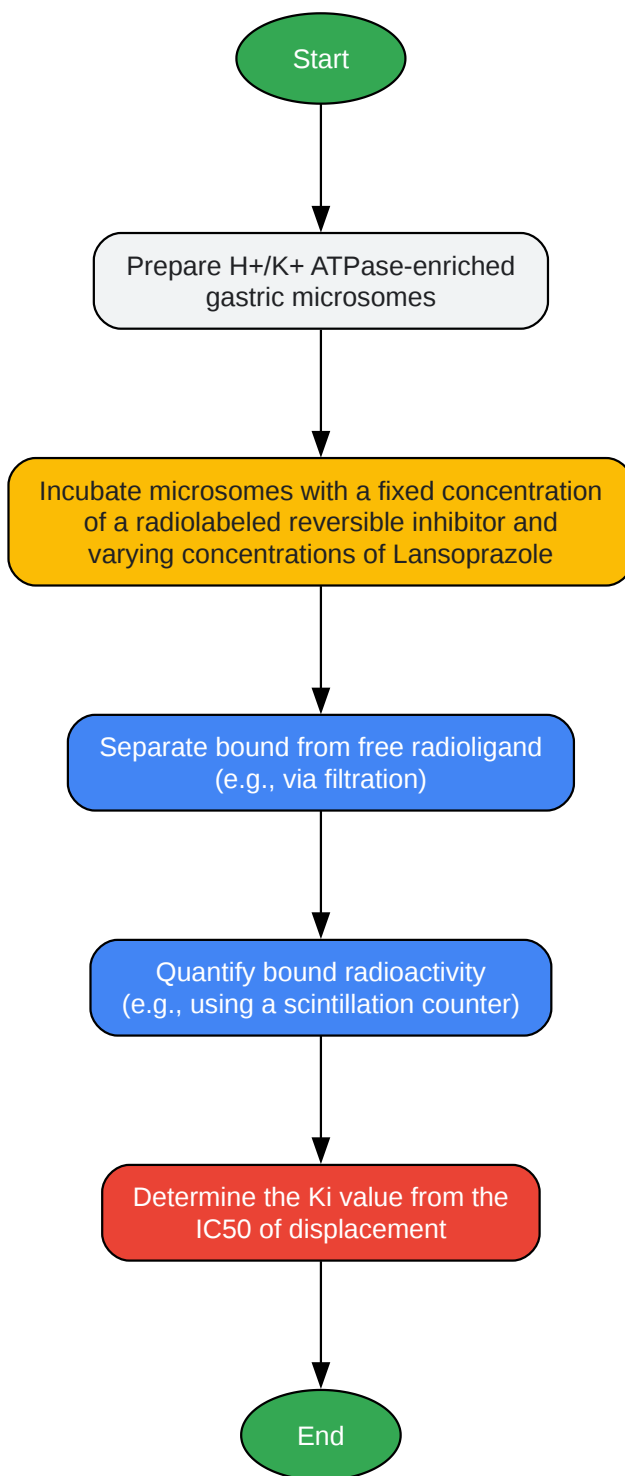 Start
Prepare H+/K+ ATPase-enriched
gastric microsomes
Incubate microsomes with a fixed concentration
of a radiolabeled reversible inhibitor and
varying concentrations of Lansoprazole
Separate bound from free radioligand
(e.g., via filtration)
Quantify bound radioactivity
(e.g., using a scintillation counter)
Determine the Ki value from the
IC50 of displacement
End